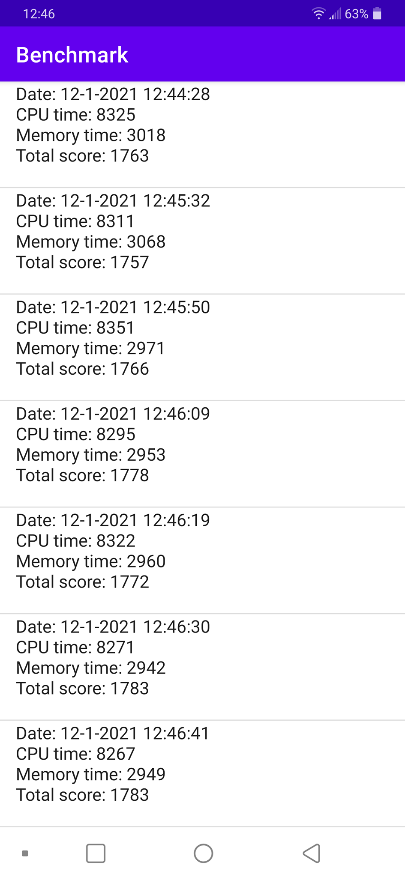 12:46 63%
Benchmark
Date: 12-1-2021 12:44:28
CPU time: 8325
Memory time: 3018
Total score: 1763
Date: 12-1-2021 12:45:32
CPU time: 8311
Memory time: 3068
Total score: 1757
Date: 12-1-2021 12:45:50
CPU time: 8351
Memory time: 2971
Total score: 1766
Date: 12-1-2021 12:46:09
CPU time: 8295
Memory time: 2953
Total score: 1778
Date: 12-1-2021 12:46:19
CPU time: 8322
Memory time: 2960
Total score: 1772
Date: 12-1-2021 12:46:30
CPU time: 8271
Memory time: 2942
Total score: 1783
Date: 12-1-2021 12:46:41
CPU time: 8267
Memory time: 2949
Total score: 1783